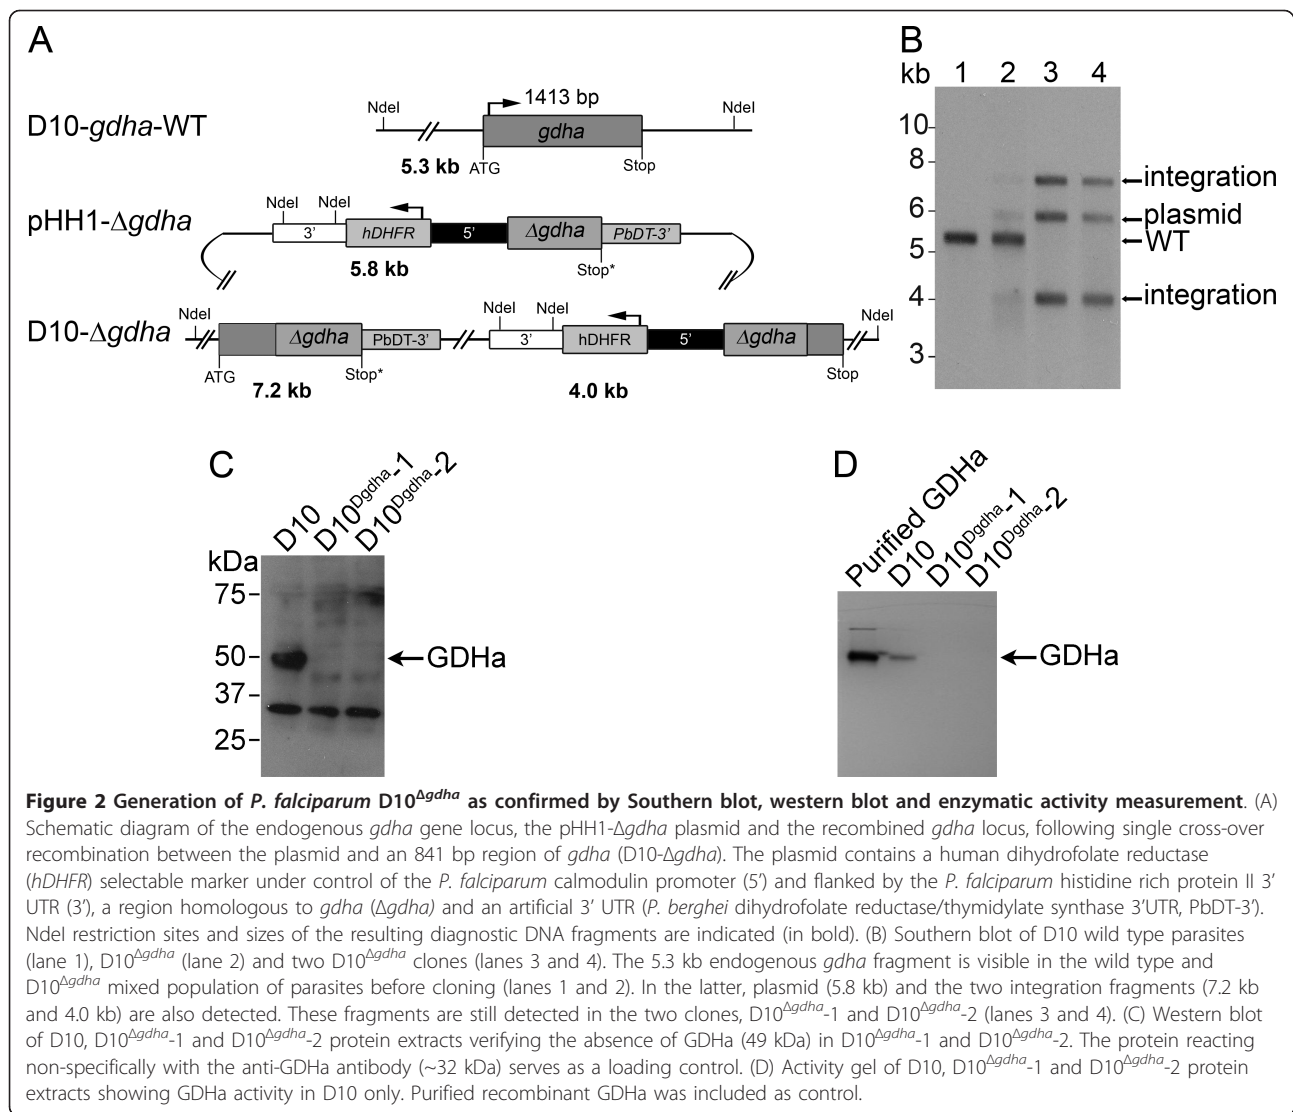 A
D10-gdha-WT
NdeI
1413 bp
NdeI
gdha
5.3 kb
ATG
Stop
pHH1-Δgdha
NdeI
NdeI
3'
hDHFR
5'
Δgdha
PbDT-3'
5.8 kb
Stop*
D10-Δgdha
NdeI
NdeI
NdeI
NdeI
Δgdha
PbDT-3'
3'
hDHFR
5'
Δgdha
ATG
Stop*
Stop
7.2 kb
4.0 kb
B
kb 1 2 3 4
10
8
6
5
4
3
integration
plasmid
WT
integration
C
D10
D10Dgdha-1
D10Dgdha-2
kDa
75
50
37
25
GDHa
D
Purified GDHa
D10
D10Dgdha-1
D10Dgdha-2
GDHa
Figure 2 Generation of P. falciparum D10Δgdha as confirmed by Southern blot, western blot and enzymatic activity measurement. (A)
Schematic diagram of the endogenous gdha gene locus, the pHH1-Δgdha plasmid and the recombined gdha locus, following single cross-over
recombination between the plasmid and an 841 bp region of gdha (D10-Δgdha). The plasmid contains a human dihydrofolate reductase
(hDHFR) selectable marker under control of the P. falciparum calmodulin promoter (5') and flanked by the P. falciparum histidine rich protein II 3'
UTR (3'), a region homologous to gdha (Δgdha) and an artificial 3' UTR (P. berghei dihydrofolate reductase/thymidylate synthase 3'UTR, PbDT-3').
NdeI restriction sites and sizes of the resulting diagnostic DNA fragments are indicated (in bold). (B) Southern blot of D10 wild type parasites
(lane 1), D10Δgdha (lane 2) and two D10Δgdha clones (lanes 3 and 4). The 5.3 kb endogenous gdha fragment is visible in the wild type and
D10Δgdha mixed population of parasites before cloning (lanes 1 and 2). In the latter, plasmid (5.8 kb) and the two integration fragments (7.2 kb
and 4.0 kb) are also detected. These fragments are still detected in the two clones, D10Δgdha-1 and D10Δgdha-2 (lanes 3 and 4). (C) Western blot
of D10, D10Δgdha-1 and D10Δgdha-2 protein extracts verifying the absence of GDHa (49 kDa) in D10Δgdha-1 and D10Δgdha-2. The protein reacting
non-specifically with the anti-GDHa antibody (~32 kDa) serves as a loading control. (D) Activity gel of D10, D10Δgdha-1 and D10Δgdha-2 protein
extracts showing GDHa activity in D10 only. Purified recombinant GDHa was included as control.